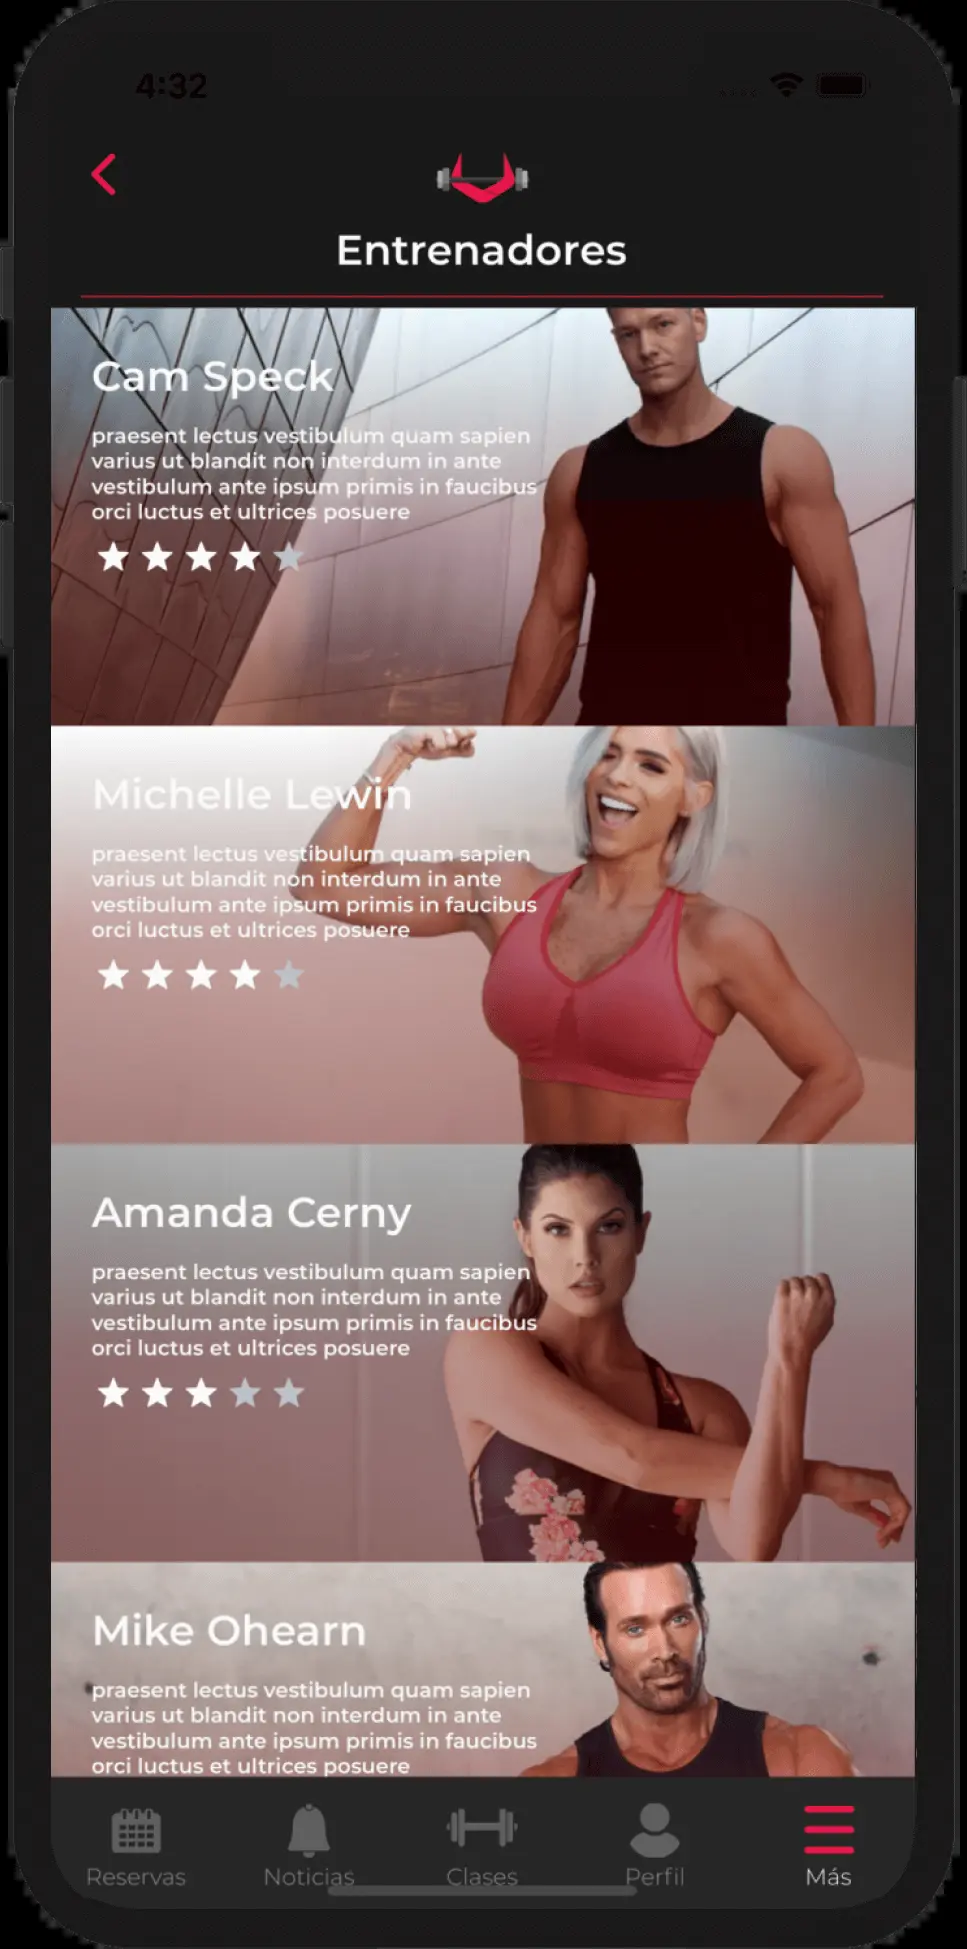 4:32
Entrenadores
Cam Speck
praesent lectus vestibulum quam sapien
varius ut blandit non interdum in ante
vestibulum ante ipsum primis in faucibus
orci luctus et ultrices posuere
Michelle Lewin
praesent lectus vestibulum quam sapien
varius ut blandit non interdum in ante
vestibulum ante ipsum primis in faucibus
orci luctus et ultrices posuere
Amanda Cerny
praesent lectus vestibulum quam sapien
varius ut blandit non interdum in ante
vestibulum ante ipsum primis in faucibus
orci luctus et ultrices posuere
Mike Ohearn
praesent lectus vestibulum quam sapien
varius ut blandit non interdum in ante
vestibulum ante ipsum primis in faucibus
orci luctus et ultrices posuere
Reservas Noticias Clases Perfil Más